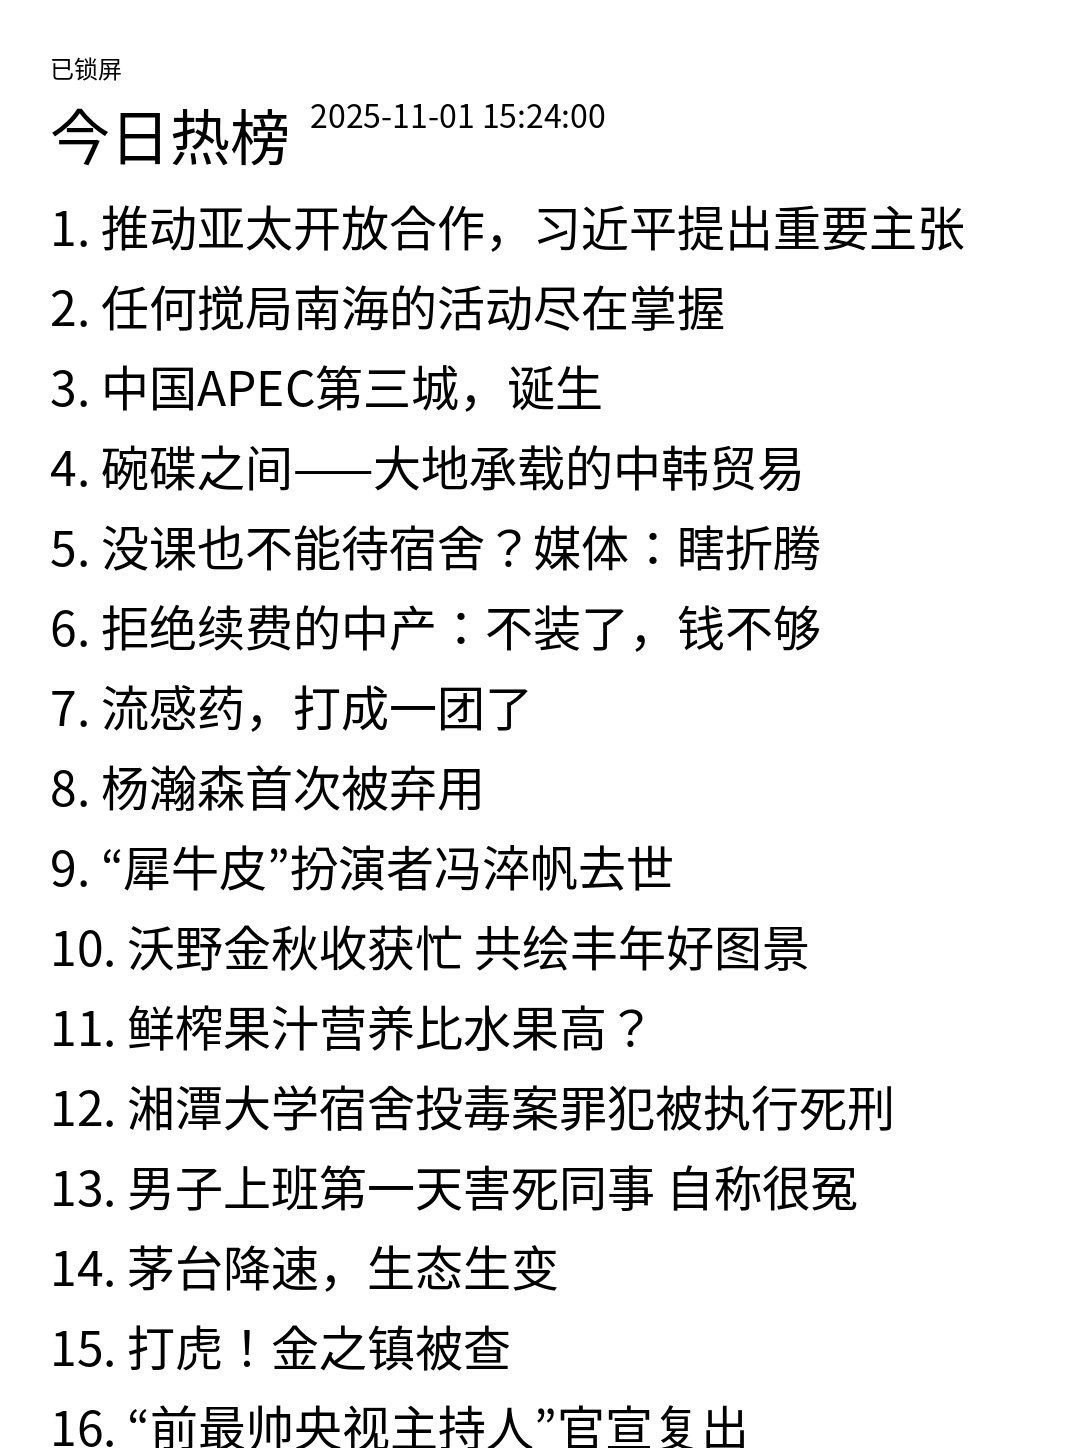 已锁屏
今日热榜 2025-11-01 15:24:00
1. 推动亚太开放合作，习近平提出重要主张
2. 任何搅局南海的活动尽在掌握
3. 中国APEC第三城，诞生
4. 碗碟之间——大地承载的中韩贸易
5. 没课也不能待宿舍？媒体：瞎折腾
6. 拒绝续费的中产：不装了，钱不够
7. 流感药，打成一团了
8. 杨瀚森首次被弃用
9. “犀牛皮”扮演者冯淬帆去世
10. 沃野金秋收获忙 共绘丰年好图景
11. 鲜榨果汁营养比水果高？
12. 湘潭大学宿舍投毒案罪犯被执行死刑
13. 男子上班第一天害死同事 自称很冤
14. 茅台降速，生态生变
15. 打虎！金之镇被查
16. “前最帅央视主持人”官宣复出